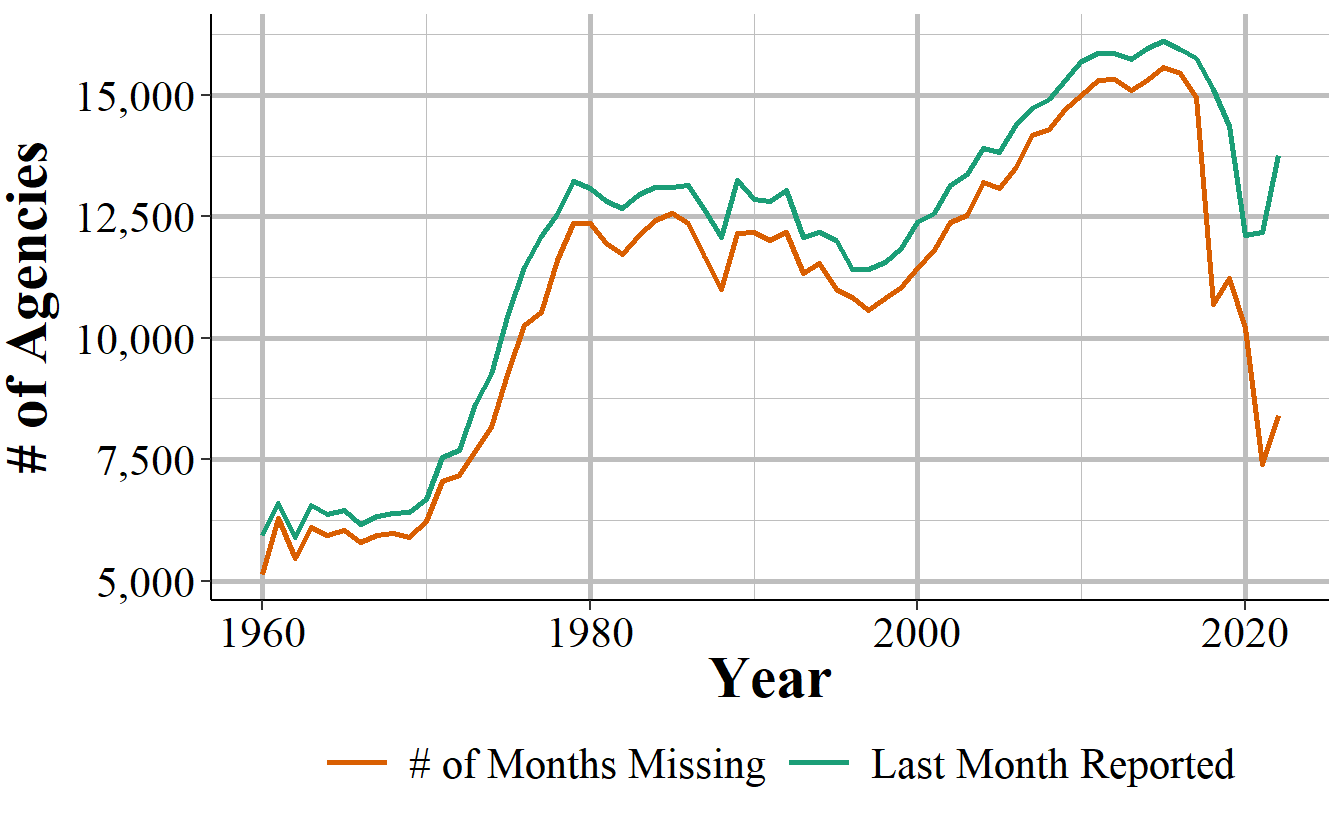 # of Agencies
15,000
12,500
10,000
7,500
5,000
1960 1980 2000 2020
Year
# of Months Missing Last Month Reported